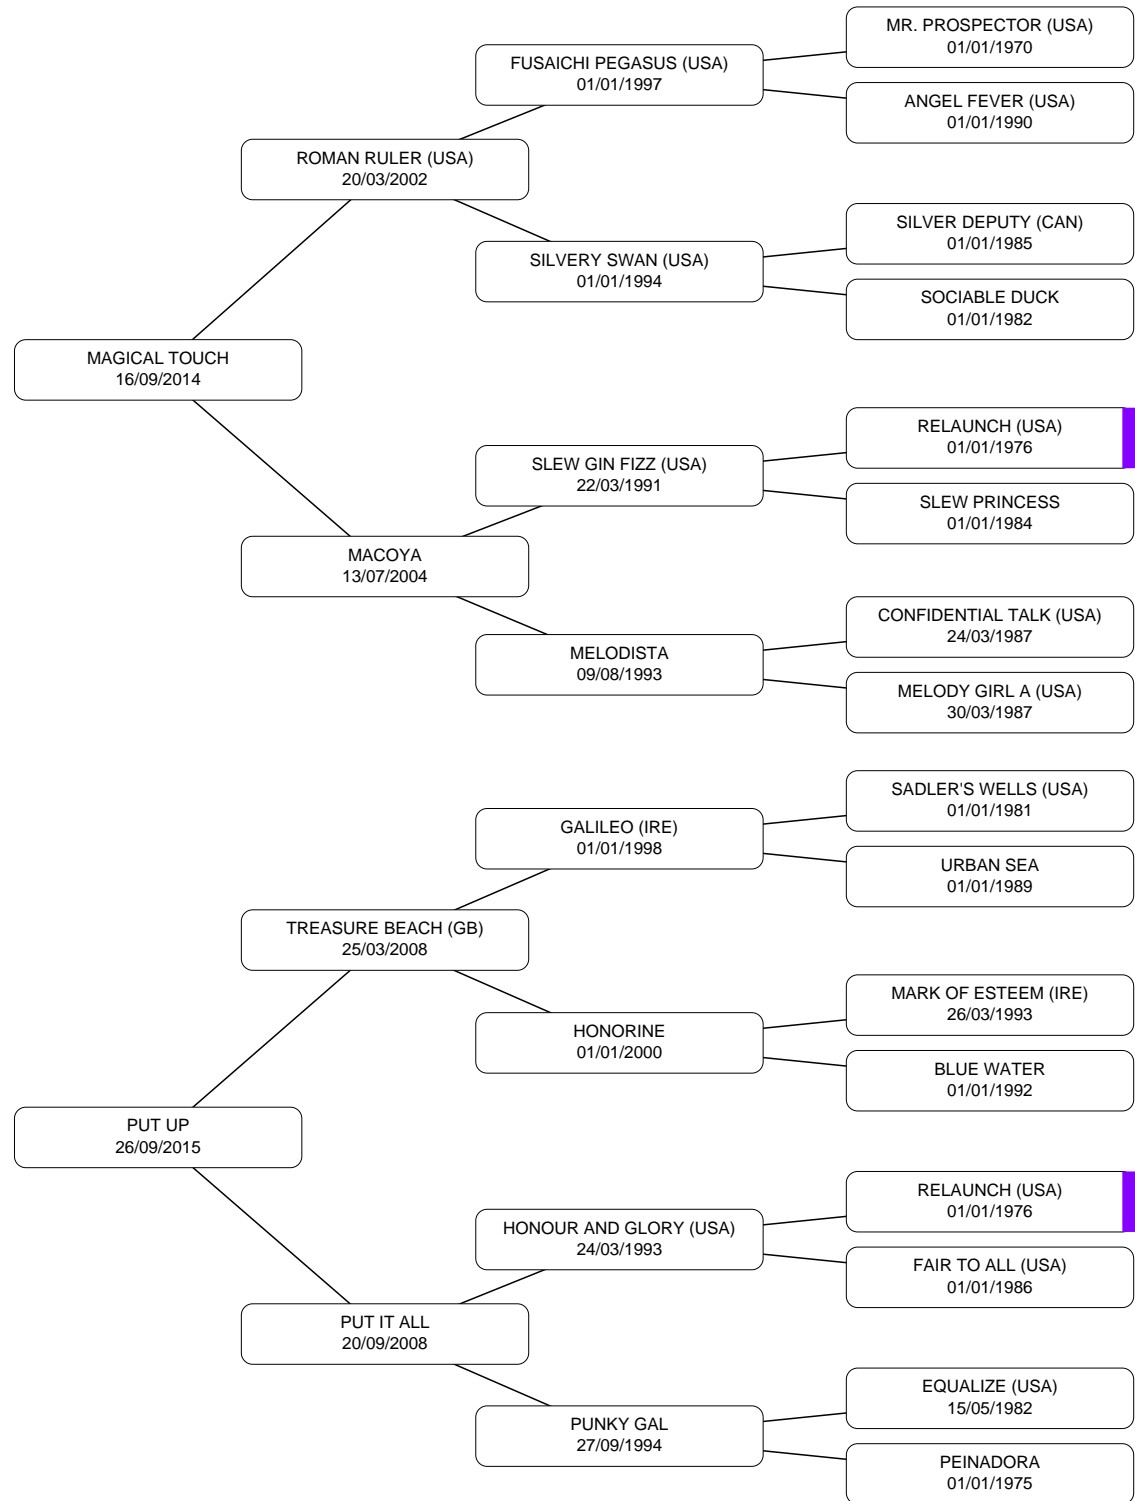 MR. PROSPECTOR (USA)
01/01/1970
FUSAICHI PEGASUS (USA)
01/01/1997
ANGEL FEVER (USA)
01/01/1990
ROMAN RULER (USA)
20/03/2002
SILVER DEPUTY (CAN)
01/01/1985
SILVERY SWAN (USA)
01/01/1994
SOCIABLE DUCK
01/01/1982
MAGICAL TOUCH
16/09/2014
RELAUNCH (USA)
01/01/1976
SLEW GIN FIZZ (USA)
22/03/1991
SLEW PRINCESS
01/01/1984
MACOYA
13/07/2004
CONFIDENTIAL TALK (USA)
24/03/1987
MELODISTA
09/08/1993
MELODY GIRL A (USA)
30/03/1987
SADLER'S WELLS (USA)
01/01/1981
GALILEO (IRE)
01/01/1998
URBAN SEA
01/01/1989
TREASURE BEACH (GB)
25/03/2008
MARK OF ESTEEM (IRE)
26/03/1993
HONORINE
01/01/2000
BLUE WATER
01/01/1992
PUT UP
26/09/2015
RELAUNCH (USA)
01/01/1976
HONOUR AND GLORY (USA)
24/03/1993
FAIR TO ALL (USA)
01/01/1986
PUT IT ALL
20/09/2008
EQUALIZE (USA)
15/05/1982
PUNKY GAL
27/09/1994
PEINADORA
01/01/1975